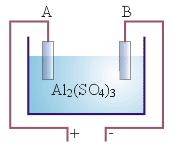 A B
Al₂(SO₄)₃
+ -